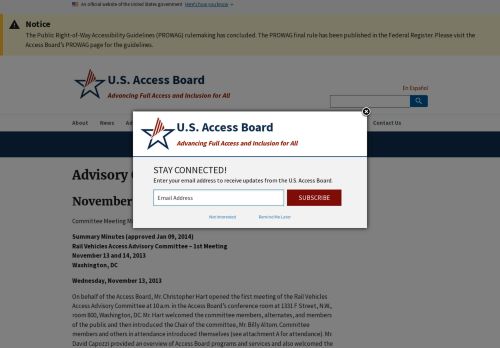 An official website of the United States government Here's how you know
Notice
The Public Right-of-Way Accessibility Guidelines (PROWAG) rulemaking has concluded. The PROWAG final rule has been published in the Federal Register. Please visit the
Access Board's PROWAG page for the guidelines.
U.S. Access Board
Advancing Full Access and Inclusion for All
En Español
About News Ad
Contact Us
U.S. Access Board
Advancing Full Access and Inclusion for All
STAY CONNECTED!
Enter your email address to receive updates from the U.S. Access Board.
Email Address
SUBSCRIBE
Not Interested Remind Me Later
Advisory
November
Committee Meeting M
Summary Minutes (approved Jan 09, 2014)
Rail Vehicles Access Advisory Committee – 1st Meeting
November 13 and 14, 2013
Washington, DC
Wednesday, November 13, 2013
On behalf of the Access Board, Mr. Christopher Hart opened the first meeting of the Rail Vehicles
Access Advisory Committee at 10 a.m. in the Access Board's conference room at 1331 F Street, N.W.,
room 800, Washington, DC. Mr. Hart welcomed the committee members, alternates, and members
of the public and then introduced the Chair of the committee, Mr. Billy Altom. Committee
members and others in attendance introduced themselves (see attachment A for attendance). Mr.
David Capozzi provided an overview of Access Board programs and services and also welcomed the